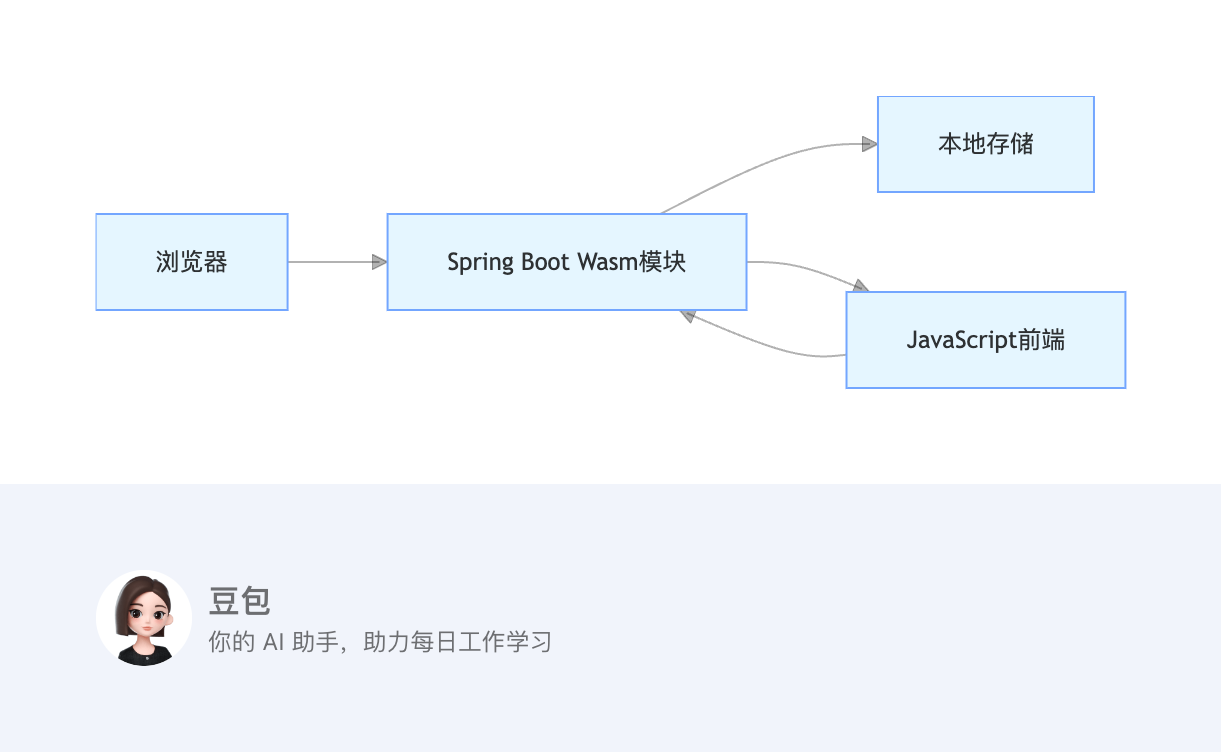 本地存储
浏览器
Spring Boot Wasm模块
JavaScript前端
豆包
你的 AI 助手，助力每日工作学习